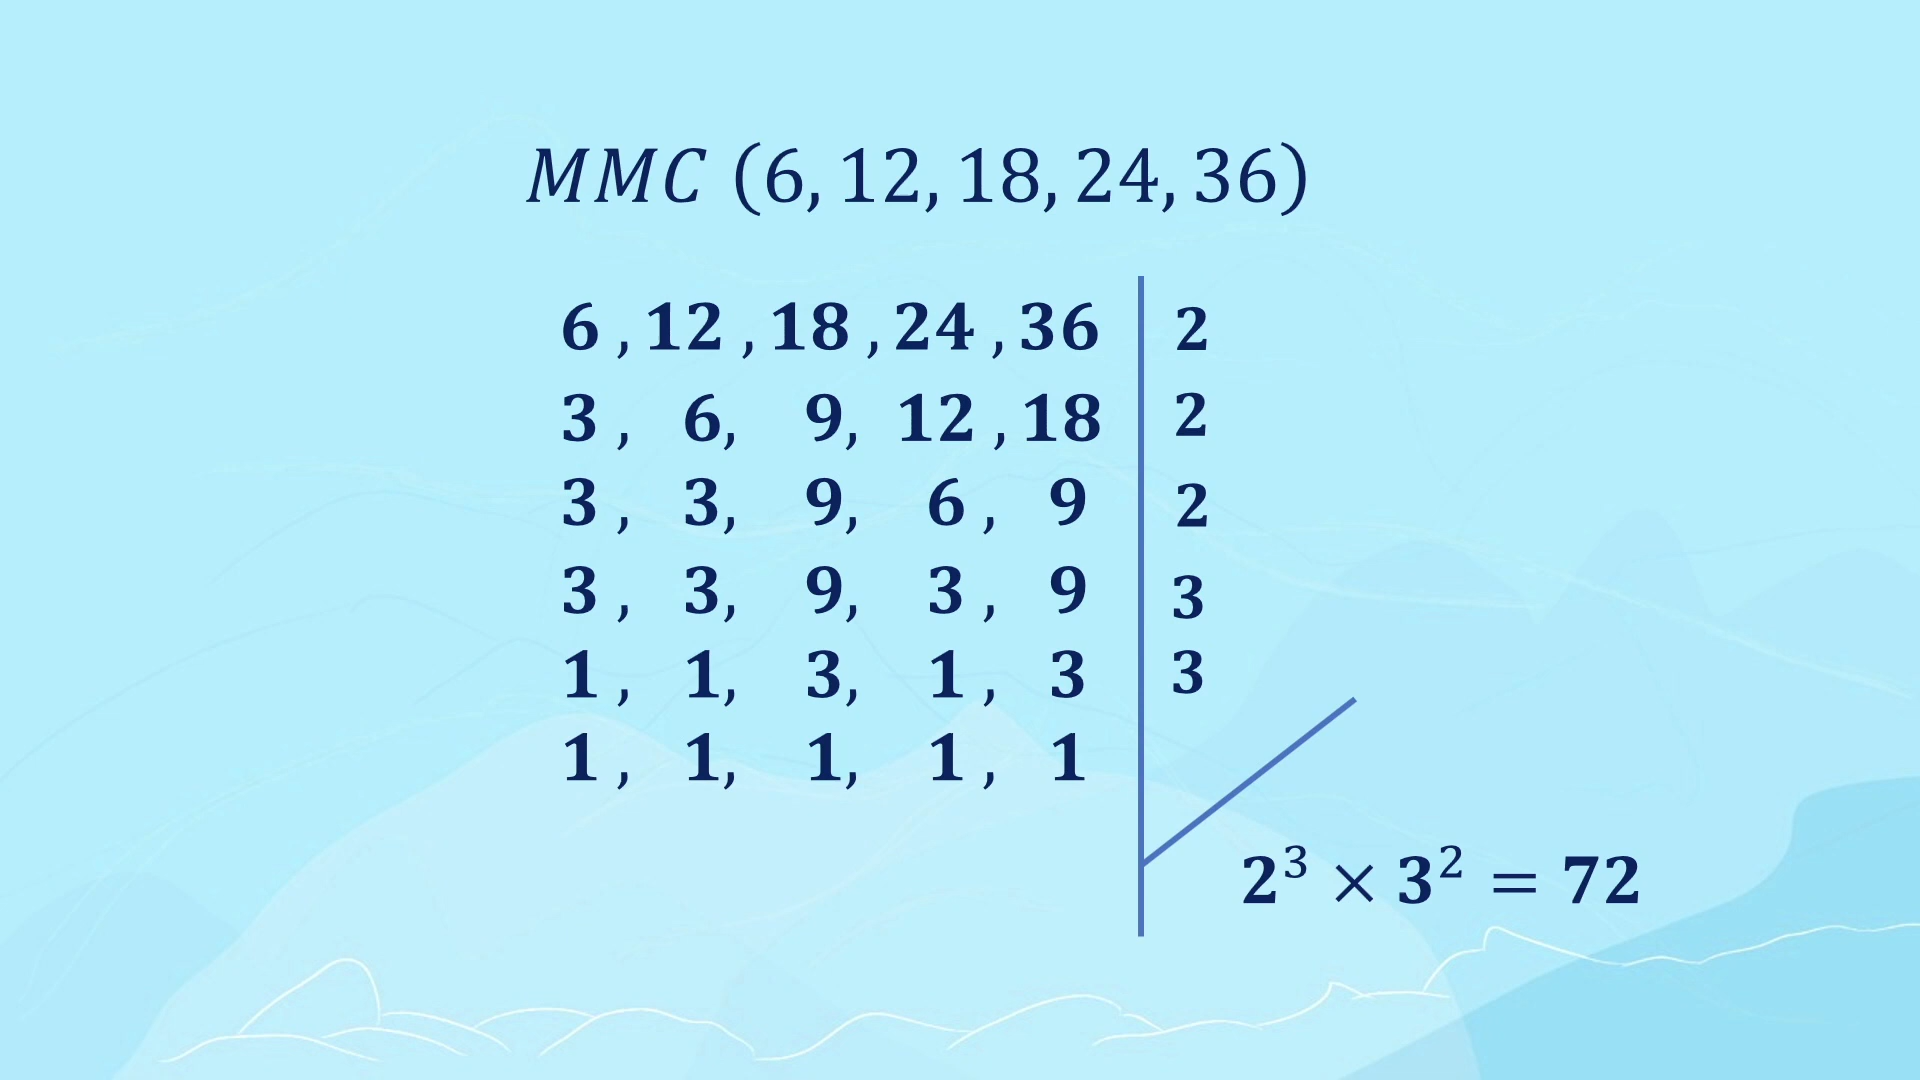 MMC (6, 12, 18, 24, 36)
6 , 12 , 18 , 24 , 36 2
3 , 6, 9, 12 , 18 2
3 , 3, 9, 6 , 9 2
3 , 3, 9, 3 , 9 3
1 , 1, 3, 1 , 3 3
1 , 1, 1, 1 , 1
2³ × 3² = 72